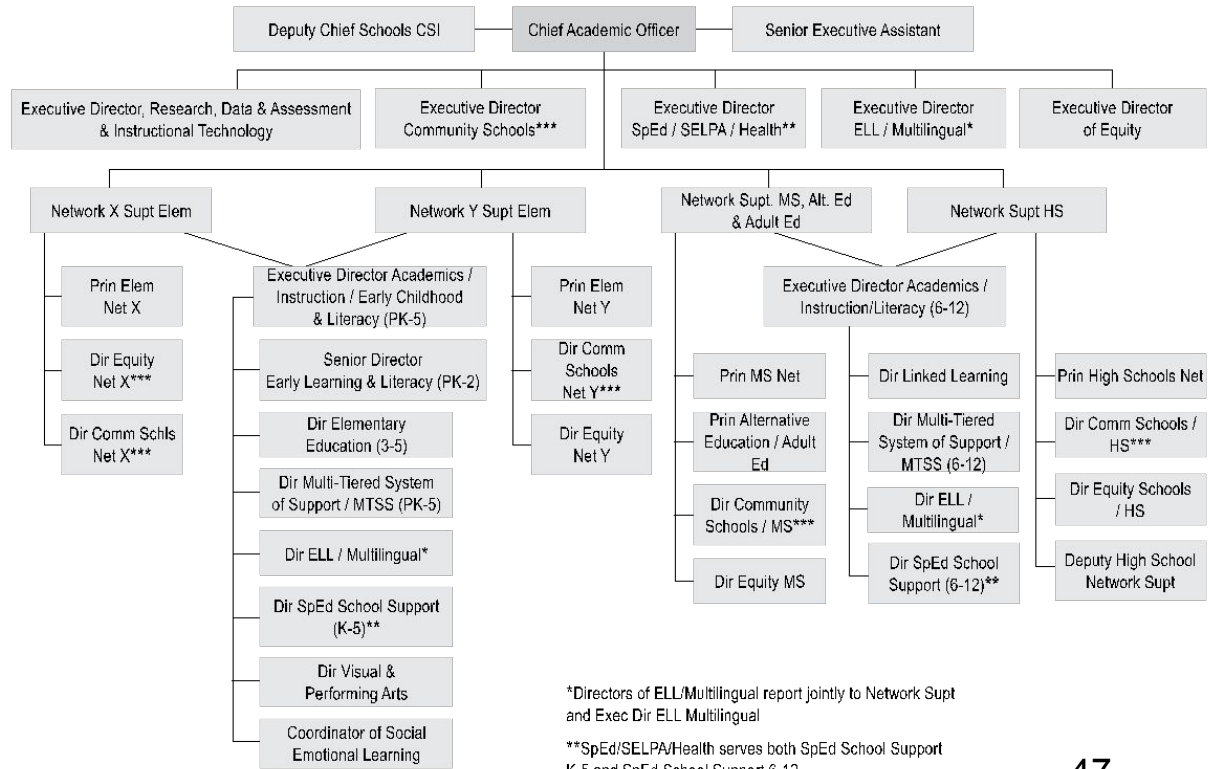 Deputy Chief Schools CSI
Chief Academic Officer
Senior Executive Assistant
Executive Director, Research, Data & Assessment
& Instructional Technology
Executive Director
Community Schools***
Executive Director
SpEd / SELPA / Health**
Executive Director
ELL / Multilingual*
Executive Director
of Equity
Network X Supt Elem
Network Y Supt Elem
Network Supt. MS, Alt. Ed
& Adult Ed
Network Supt HS
Prin Elem
Net X
Dir Equity
Net X***
Dir Comm Schls
Net X***
Executive Director Academics /
Instruction / Early Childhood
& Literacy (PK-5)
Senior Director
Early Learning & Literacy (PK-2)
Dir Elementary
Education (3-5)
Dir Multi-Tiered System
of Support / MTSS (PK-5)
Dir ELL / Multilingual*
Dir SpEd School Support
(K-5)**
Dir Visual &
Performing Arts
Coordinator of Social
Emotional Learning
Prin Elem
Net Y
Dir Comm
Schools
Net Y***
Dir Equity
Net Y
Executive Director Academics /
Instruction/Literacy (6-12)
Prin MS Net
Prin Alternative
Education / Adult
Ed
Dir Community
Schools / MS***
Dir Equity MS
Dir Linked Learning
Dir Multi-Tiered
System of Support /
MTSS (6-12)
Dir ELL /
Multilingual*
Dir SpEd School
Support (6-12)**
Prin High Schools Net
Dir Comm Schools /
HS***
Dir Equity Schools
/ HS
Deputy High School
Network Supt
*Directors of ELL/Multilingual report jointly to Network Supt
and Exec Dir ELL Multilingual
**SpEd/SELPA/Health serves both SpEd School Support
K-5 and SpEd School Support 6-12
47